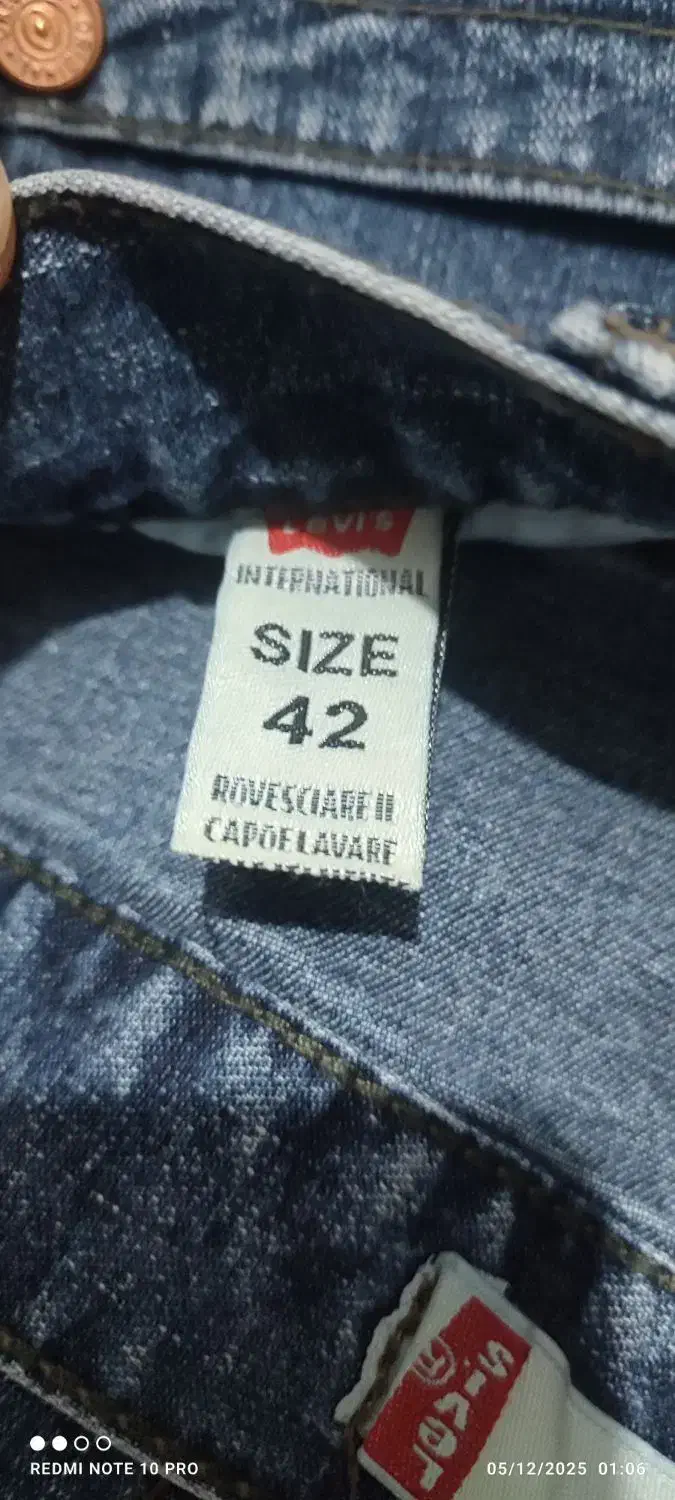 Levi's
INTERNATIONAL
SIZE
42
ROVESCIARE IL
CAPO E LAVARE
Levi's
®
REDMI NOTE 10 PRO
05/12/2025 01:06